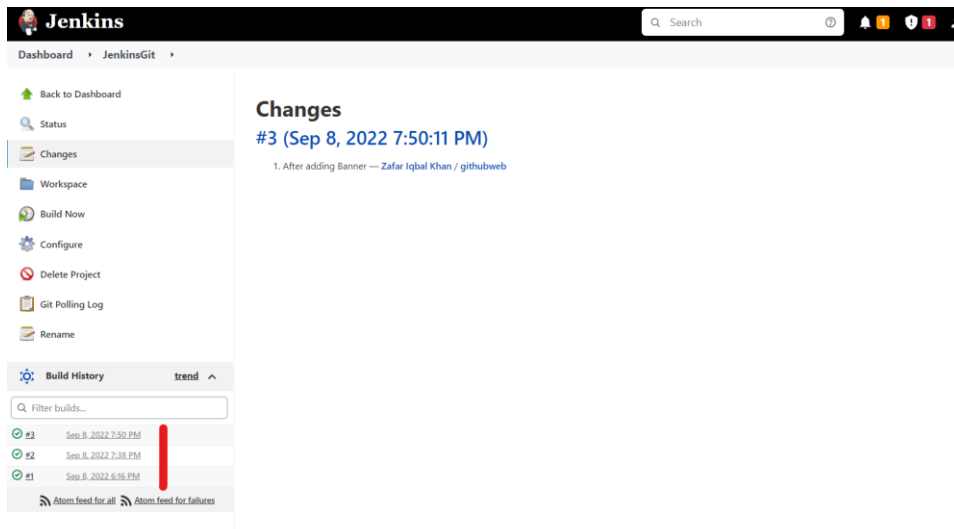 Jenkins
Search
1
1
Dashboard JenkinsGit
Back to Dashboard
Status
Changes
Workspace
Build Now
Configure
Delete Project
Git Polling Log
Rename
Build History trend
Filter builds...
#3 Sep 8, 2022 7:50 PM
#2 Sep 8, 2022 7:38 PM
#1 Sep 8, 2022 6:16 PM
Atom feed for all Atom feed for failures
Changes
#3 (Sep 8, 2022 7:50:11 PM)
1. After adding Banner — Zafar Iqbal Khan / githubweb